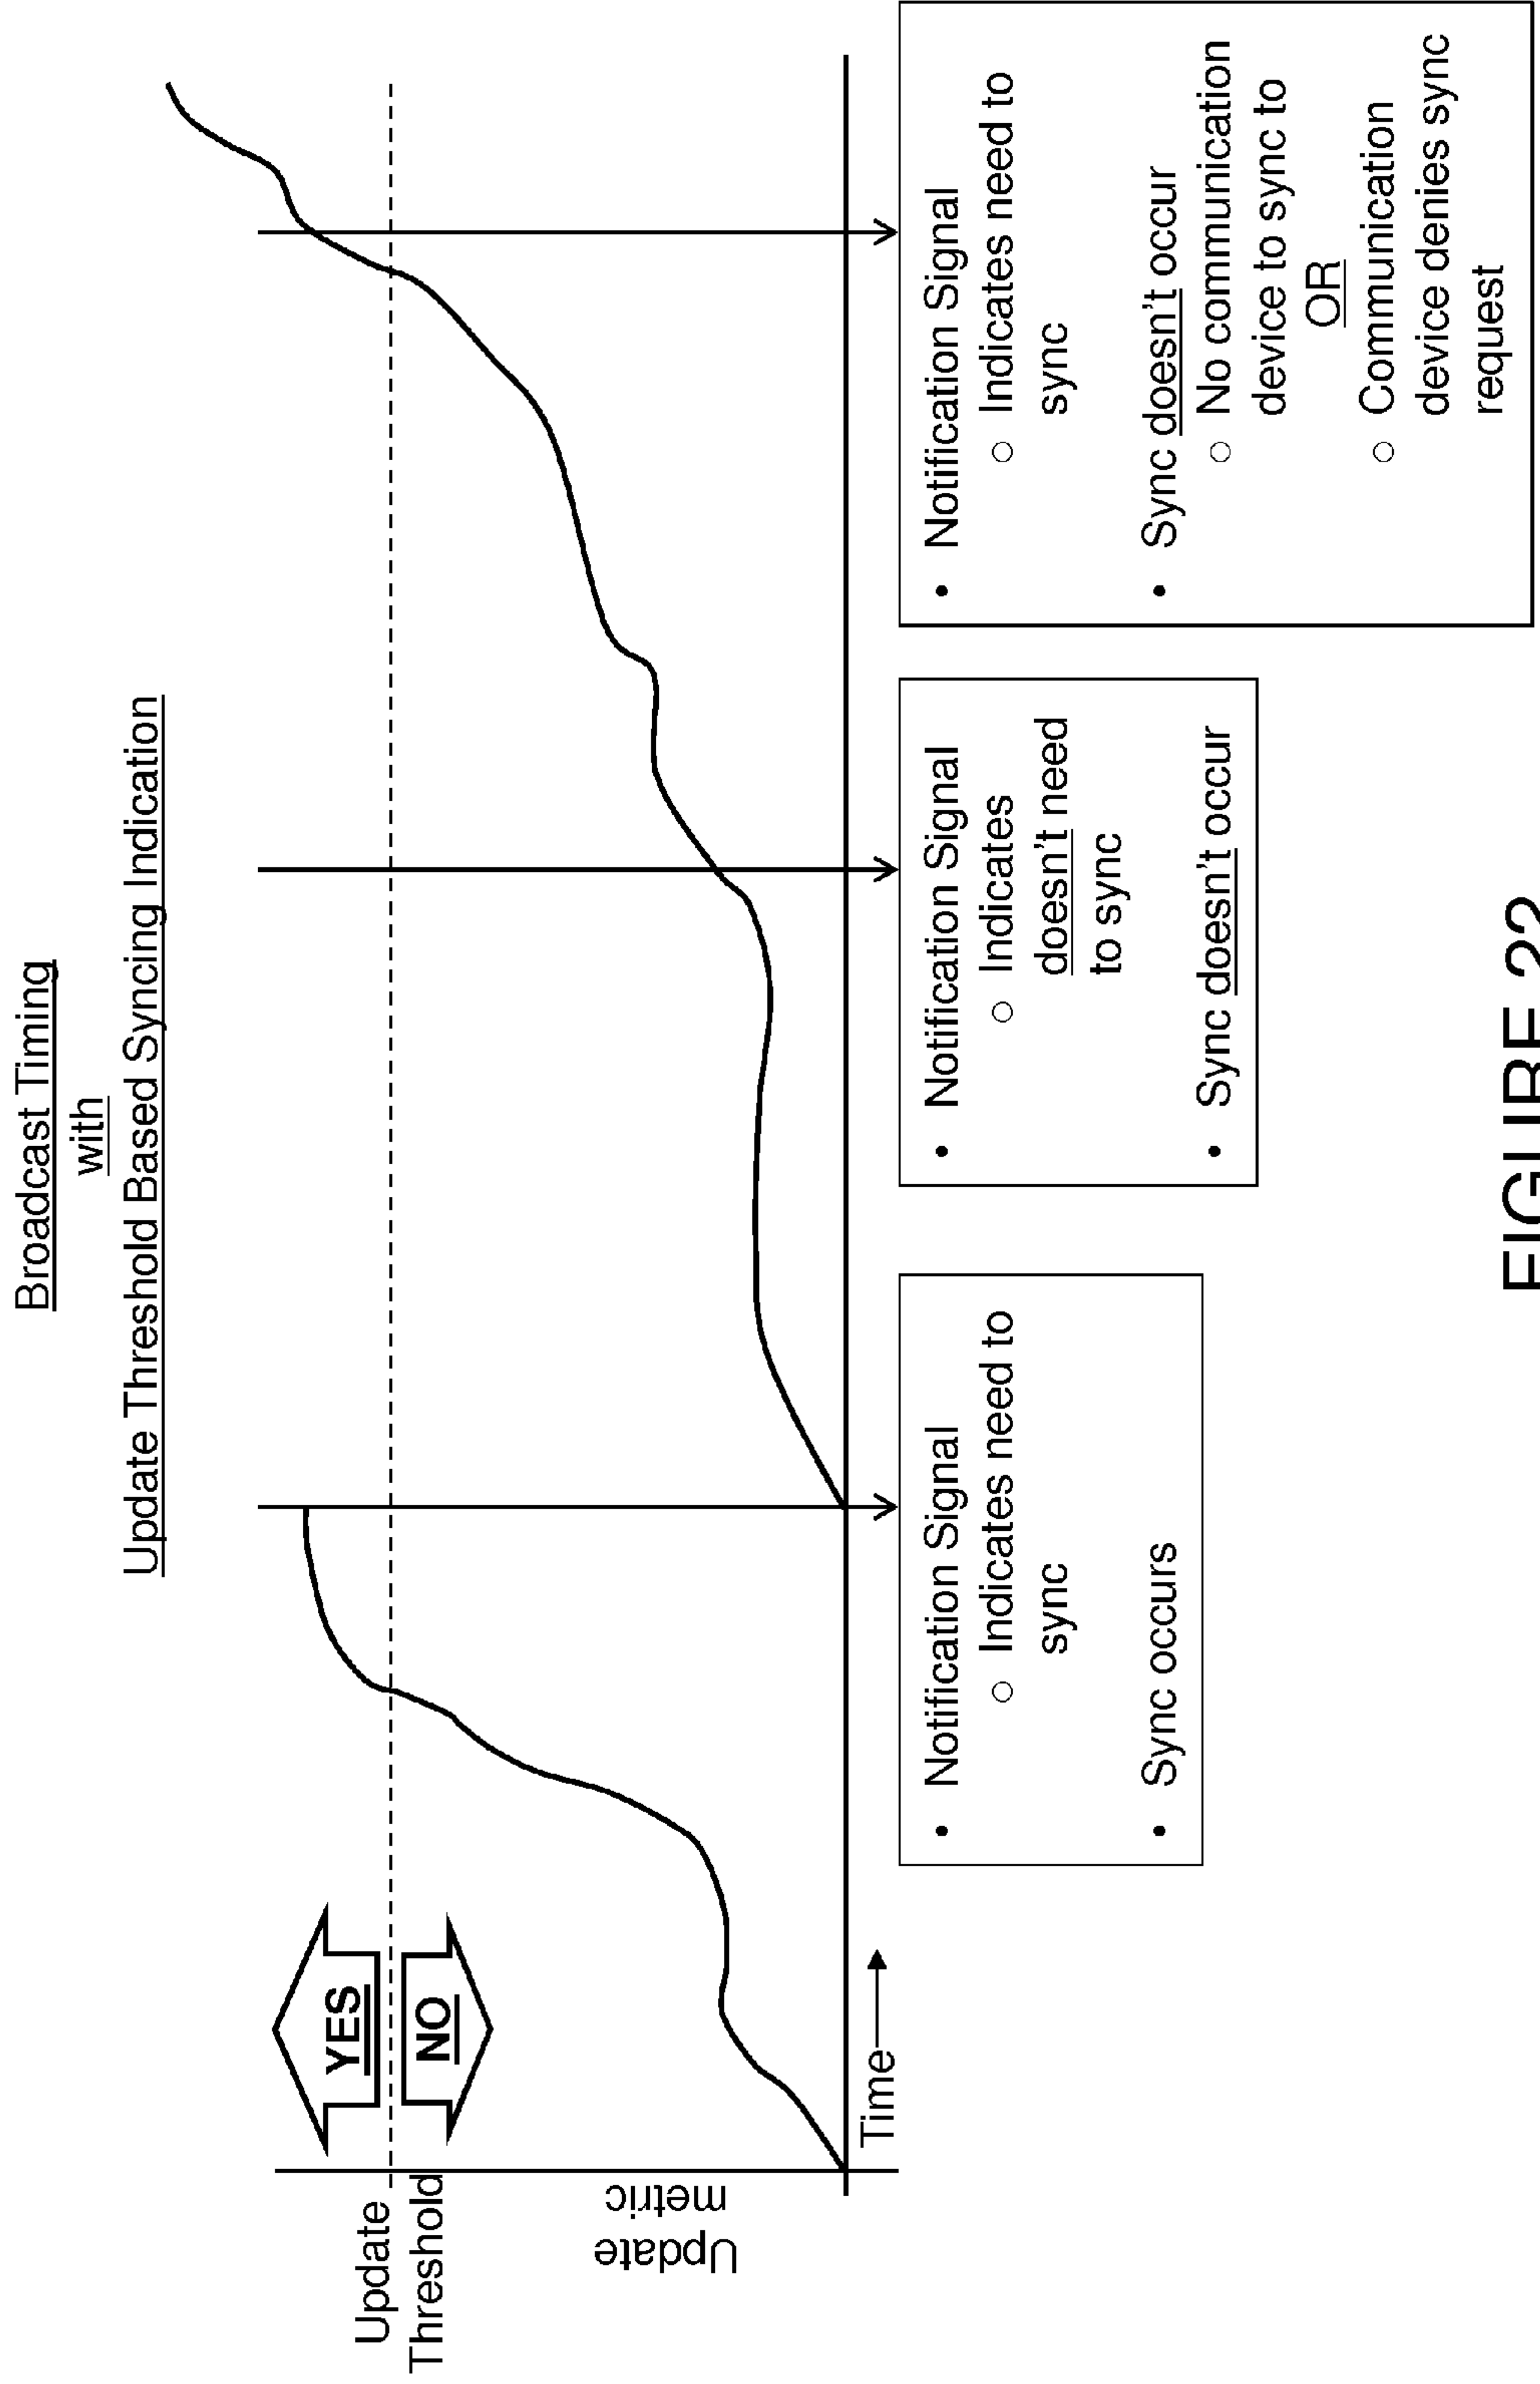 Broadcast Timing
with
Update Threshold Based Syncing Indication
YES
NO
Update
Threshold
Update
metric
Time
• Notification Signal
○ Indicates need to
sync
• Sync occurs
• Notification Signal
○ Indicates
doesn't need
to sync
• Sync doesn't occur
• Notification Signal
○ Indicates need to
sync
• Sync doesn't occur
○ No communication
device to sync to
OR
○ Communication
device denies sync
request
FIGURE 22